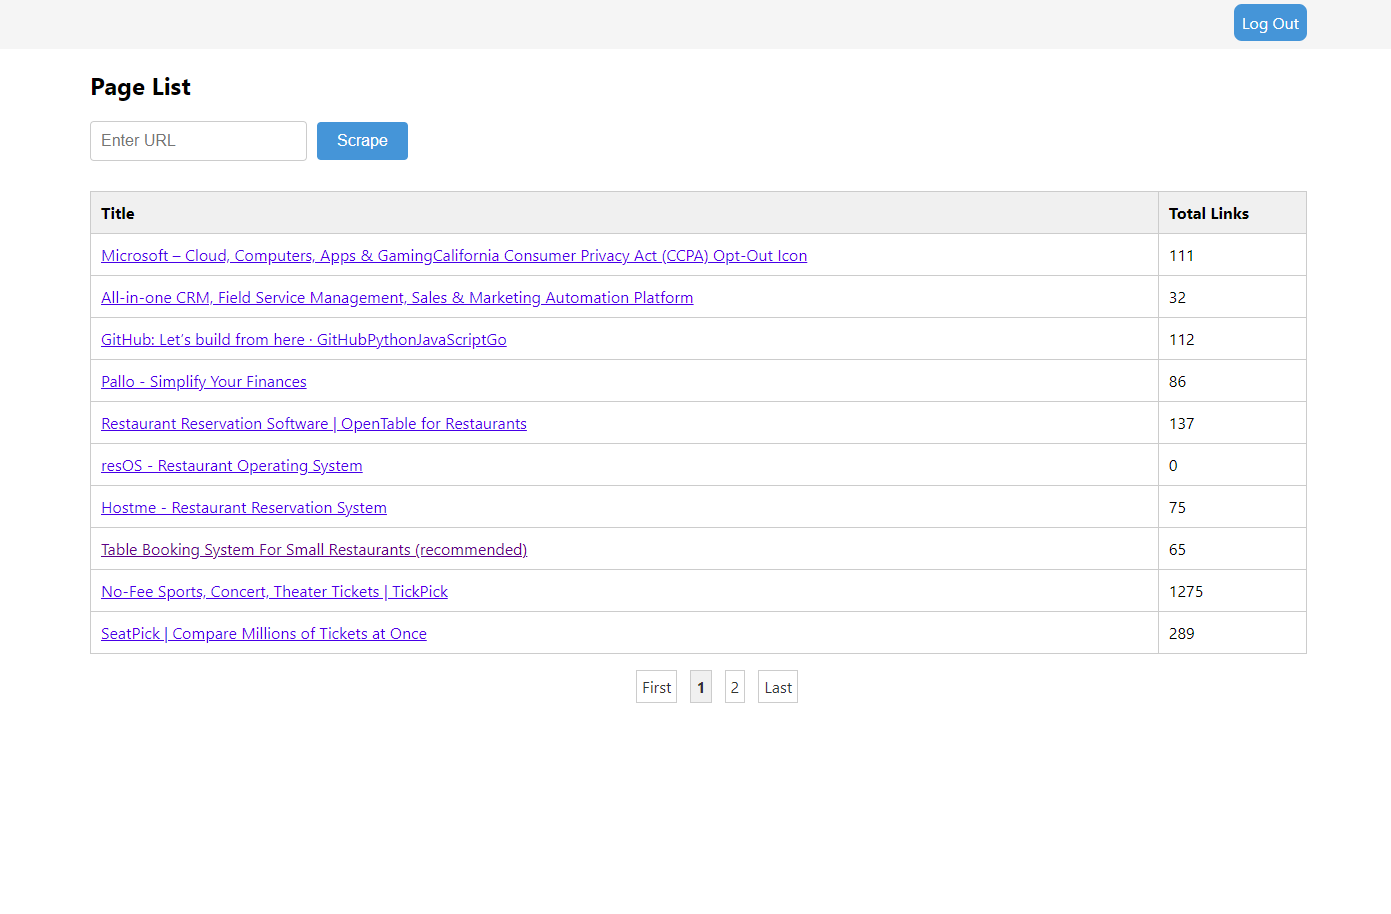 Log Out
Page List
Enter URL Scrape
Title Total Links
Microsoft – Cloud, Computers, Apps & GamingCalifornia Consumer Privacy Act (CCPA) Opt-Out Icon 111
All-in-one CRM, Field Service Management, Sales & Marketing Automation Platform 32
GitHub: Let’s build from here · GitHubPythonJavaScriptGo 112
Pallo - Simplify Your Finances 86
Restaurant Reservation Software | OpenTable for Restaurants 137
resOS - Restaurant Operating System 0
Hostme - Restaurant Reservation System 75
Table Booking System For Small Restaurants (recommended) 65
No-Fee Sports, Concert, Theater Tickets | TickPick 1275
SeatPick | Compare Millions of Tickets at Once 289
First 1 2 Last